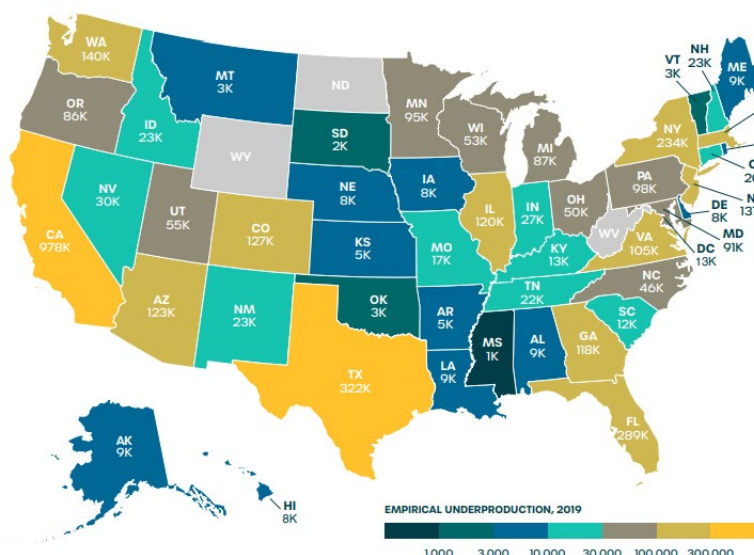 WA
140K
OR
86K
CA
978K
ID
23K
NV
30K
MT
3K
WY
UT
55K
AZ
123K
CO
127K
NM
23K
ND
SD
2K
NE
8K
KS
5K
OK
3K
TX
322K
MN
95K
IA
8K
MO
17K
AR
5K
LA
9K
WI
53K
IL
120K
MS
1K
MI
87K
IN
27K
KY
13K
TN
22K
AL
9K
OH
50K
WV
GA
118K
FL
289K
SC
12K
NC
46K
VA
105K
PA
98K
NY
234K
VT
3K
NH
23K
ME
9K
DE
8K
MD
91K
DC
13K
AK
9K
HI
8K
EMPIRICAL UNDERPRODUCTION, 2019
1,000 3,000 10,000 30,000 100,000 300,000